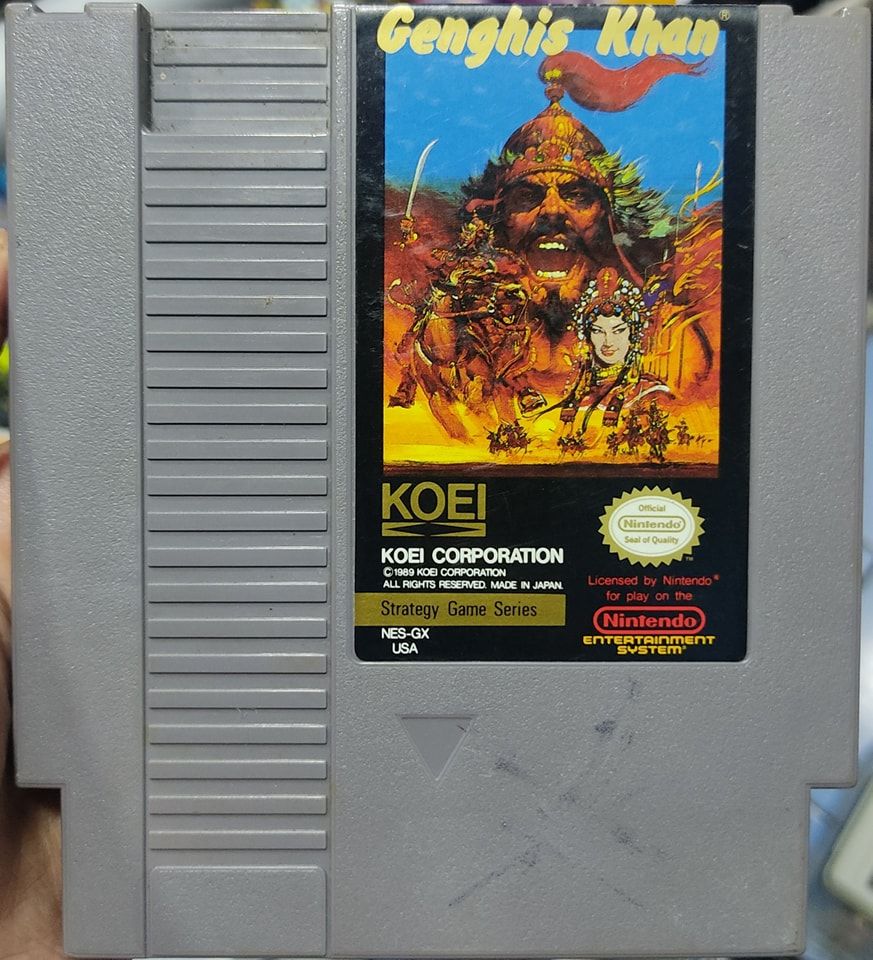 Genghis Khan®
KOEI
KOEI CORPORATION
©1989 KOEI CORPORATION
ALL RIGHTS RESERVED. MADE IN JAPAN.
Strategy Game Series
NES-GX
USA
Official
Nintendo
Seal of Quality
TM
Licensed by Nintendo®
for play on the
Nintendo
ENTERTAINMENT
SYSTEM®